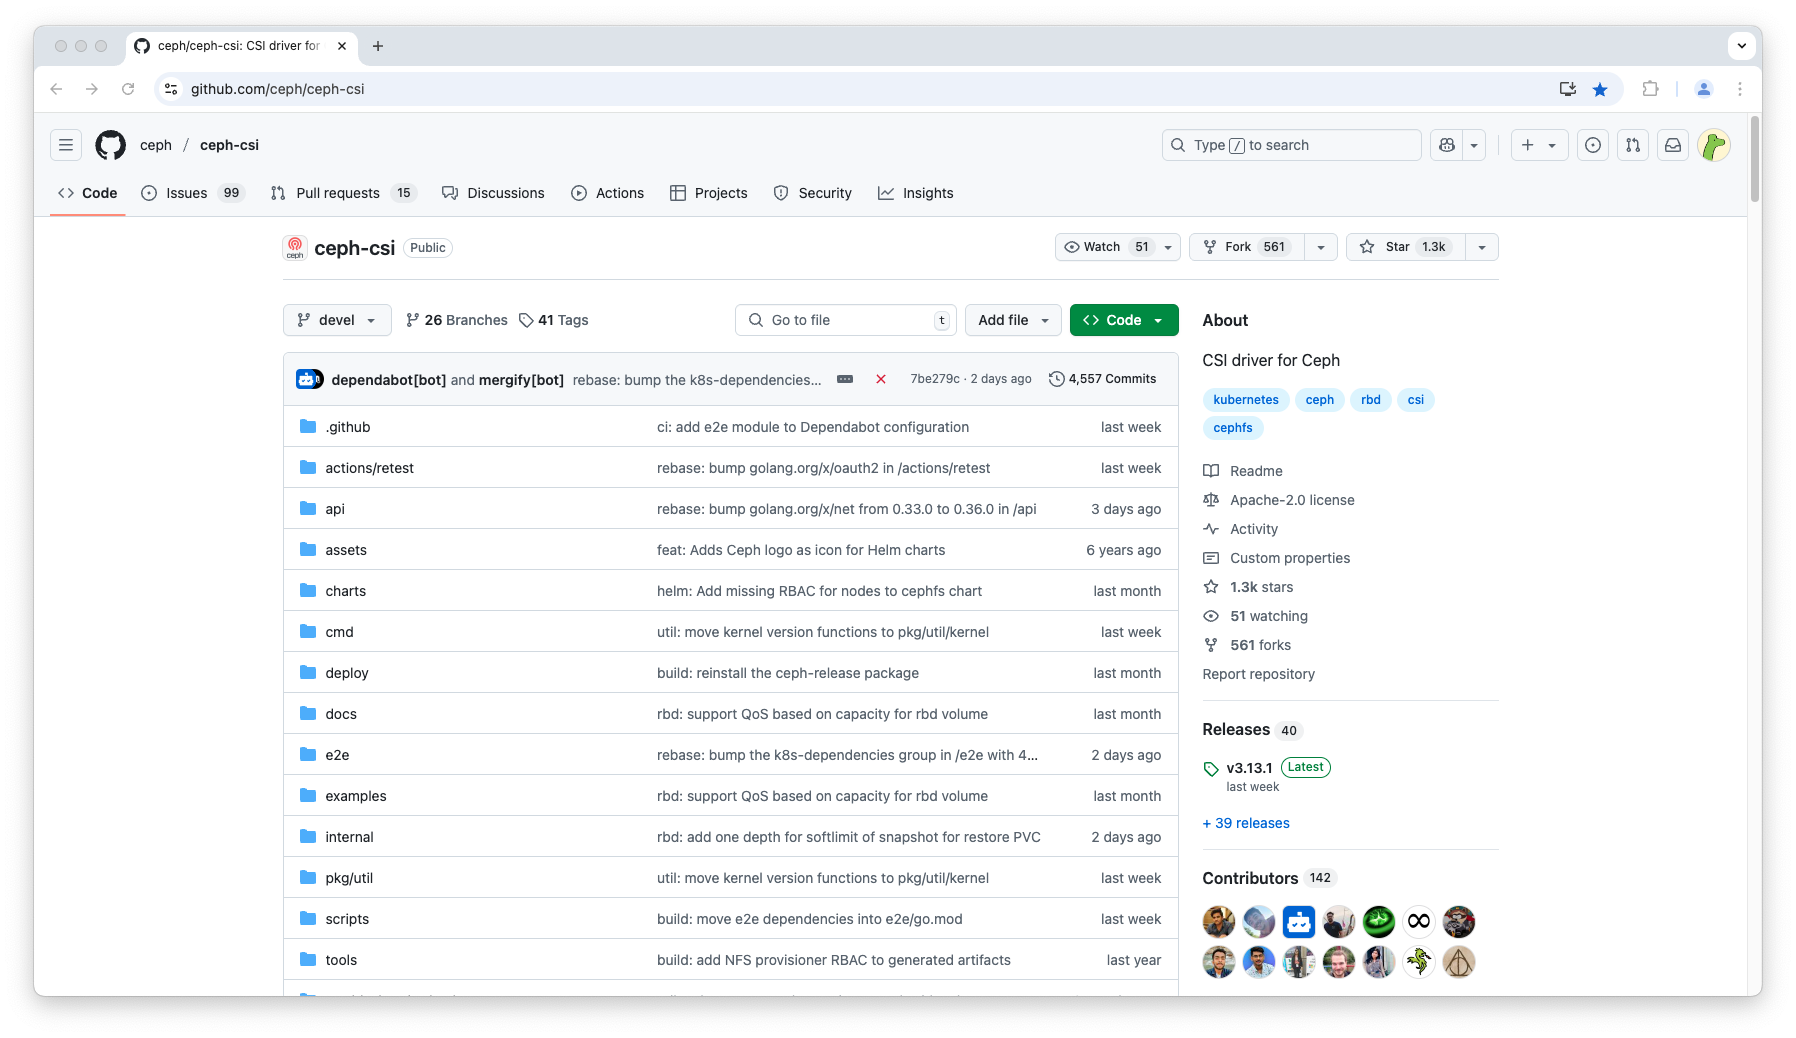 ceph/ceph-csi: CSI driver for
github.com/ceph/ceph-csi
ceph / ceph-csi
Type / to search
Code
Issues 99
Pull requests 15
Discussions
Actions
Projects
Security
Insights
ceph
ceph-csi Public
Watch 51
Fork 561
Star 1.3k
devel
26 Branches
41 Tags
Go to file t
Add file
Code
dependabot[bot] and mergify[bot] rebase: bump the k8s-dependencies... 7be279c · 2 days ago 4,557 Commits
.github ci: add e2e module to Dependabot configuration last week
actions/retest rebase: bump golang.org/x/oauth2 in /actions/retest last week
api rebase: bump golang.org/x/net from 0.33.0 to 0.36.0 in /api 3 days ago
assets feat: Adds Ceph logo as icon for Helm charts 6 years ago
charts helm: Add missing RBAC for nodes to cephfs chart last month
cmd util: move kernel version functions to pkg/util/kernel last week
deploy build: reinstall the ceph-release package last month
docs rbd: support QoS based on capacity for rbd volume last month
e2e rebase: bump the k8s-dependencies group in /e2e with 4... 2 days ago
examples rbd: support QoS based on capacity for rbd volume last month
internal rbd: add one depth for softlimit of snapshot for restore PVC 2 days ago
pkg/util util: move kernel version functions to pkg/util/kernel last week
scripts build: move e2e dependencies into e2e/go.mod last week
tools build: add NFS provisioner RBAC to generated artifacts last year
About
CSI driver for Ceph
kubernetes ceph rbd csi
cephfs
Readme
Apache-2.0 license
Activity
Custom properties
1.3k stars
51 watching
561 forks
Report repository
Releases 40
v3.13.1 Latest
last week
+ 39 releases
Contributors 142